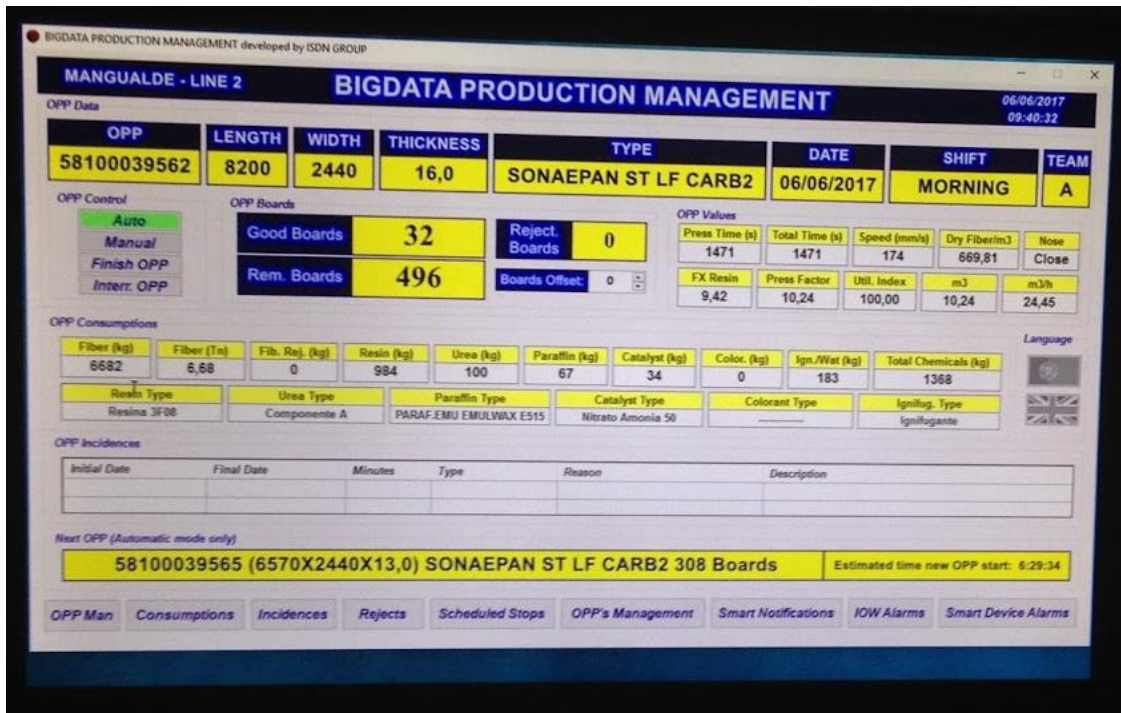 BIGDATA PRODUCTION MANAGEMENT developed by ISDN GROUP
MANGUALDE - LINE 2 BIGDATA PRODUCTION MANAGEMENT 06/06/2017
09:40:32
OPP Data
OPP LENGTH WIDTH THICKNESS TYPE DATE SHIFT TEAM
58100039562 8200 2440 16,0 SONAEPAN ST LF CARB2 06/06/2017 MORNING A
OPP Control OPP Boards OPP Values
Auto
Manual
Finish OPP
Interr. OPP
Good Boards 32 Reject. Boards 0
Rem. Boards 496 Boards Offset: 0
Press Time (s) Total Time (s) Speed (mm/s) Dry Fiber/m3 Nose
1471 1471 174 669,81 Close
FX Resin Press Factor Util. Index m3 m3/h
9,42 10,24 100,00 10,24 24,45
OPP Consumptions Language
Fiber (kg) Fiber (Tn) Fib. Rej. (kg) Resin (kg) Urea (kg) Paraffin (kg) Catalyst (kg) Color. (kg) Ign./Wat (kg) Total Chemicals (kg)
6682 6,68 0 984 100 67 34 0 183 1368
Resin Type Urea Type Paraffin Type Catalyst Type Colorant Type Ignifug. Type
Resina 3F08 Componente A PARAF.EMU EMULWAX E515 Nitrato Amonia 50 Ignifugante
OPP Incidences
Initial Date Final Date Minutes Type Reason Description
Next OPP (Automatic mode only)
58100039565 (6570X2440X13,0) SONAEPAN ST LF CARB2 308 Boards Estimated time new OPP start: 6:29:34
OPP Man Consumptions Incidences Rejects Scheduled Stops OPP's Management Smart Notifications IOW Alarms Smart Device Alarms